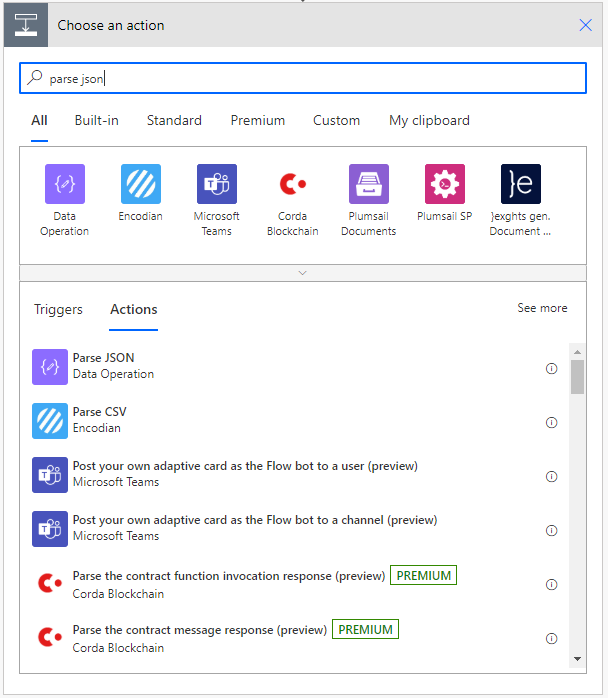 Choose an action
parse json
All Built-in Standard Premium Custom My clipboard
Data Operation
Encodian
Microsoft Teams
Corda Blockchain
Plumsail Documents
Plumsail SP
}exghts gen. Document ...
Triggers Actions See more
Parse JSON
Data Operation
Parse CSV
Encodian
Post your own adaptive card as the Flow bot to a user (preview)
Microsoft Teams
Post your own adaptive card as the Flow bot to a channel (preview)
Microsoft Teams
Parse the contract function invocation response (preview) PREMIUM
Corda Blockchain
Parse the contract message response (preview) PREMIUM
Corda Blockchain